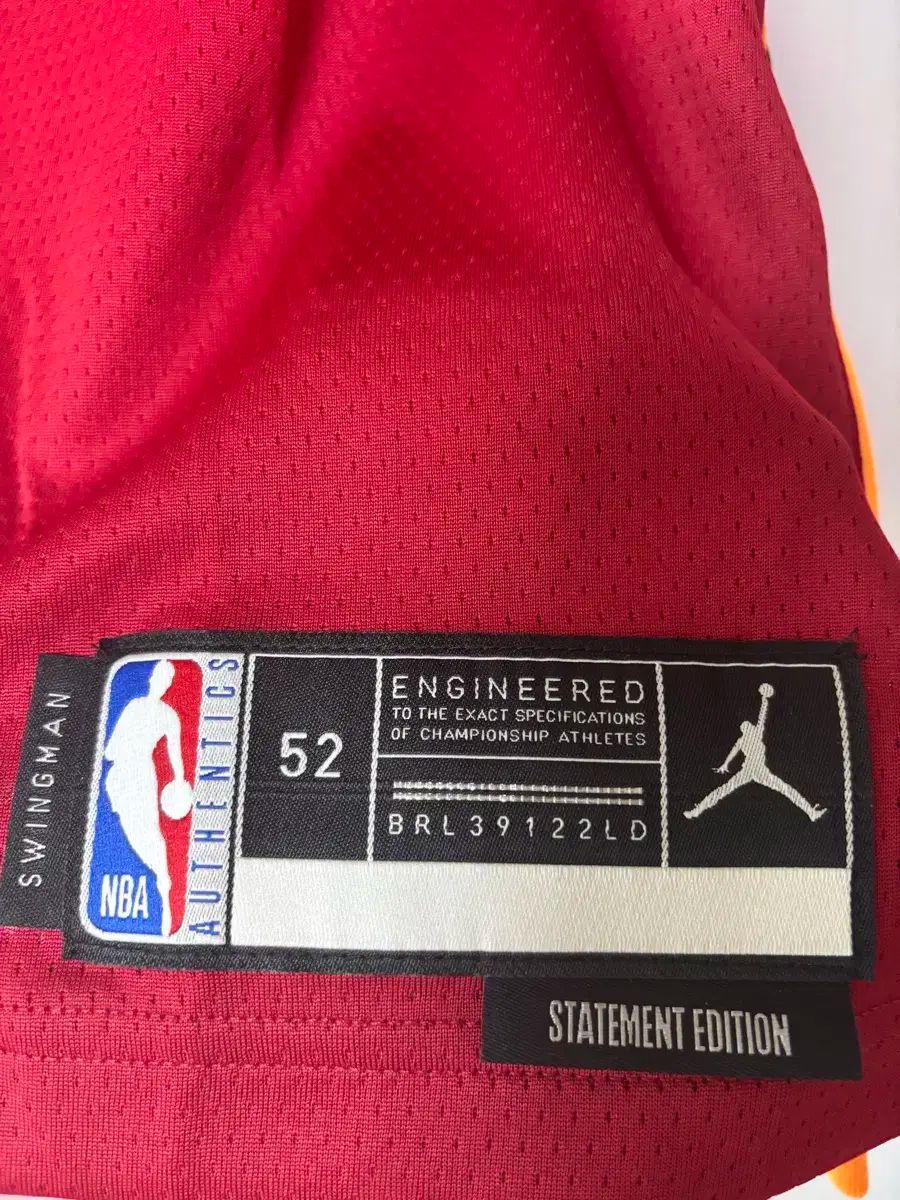 SWINGMAN
NBA
AUTHENTICS
52
ENGINEERED
TO THE EXACT SPECIFICATIONS
OF CHAMPIONSHIP ATHLETES
BRL39122LD
STATEMENT EDITION